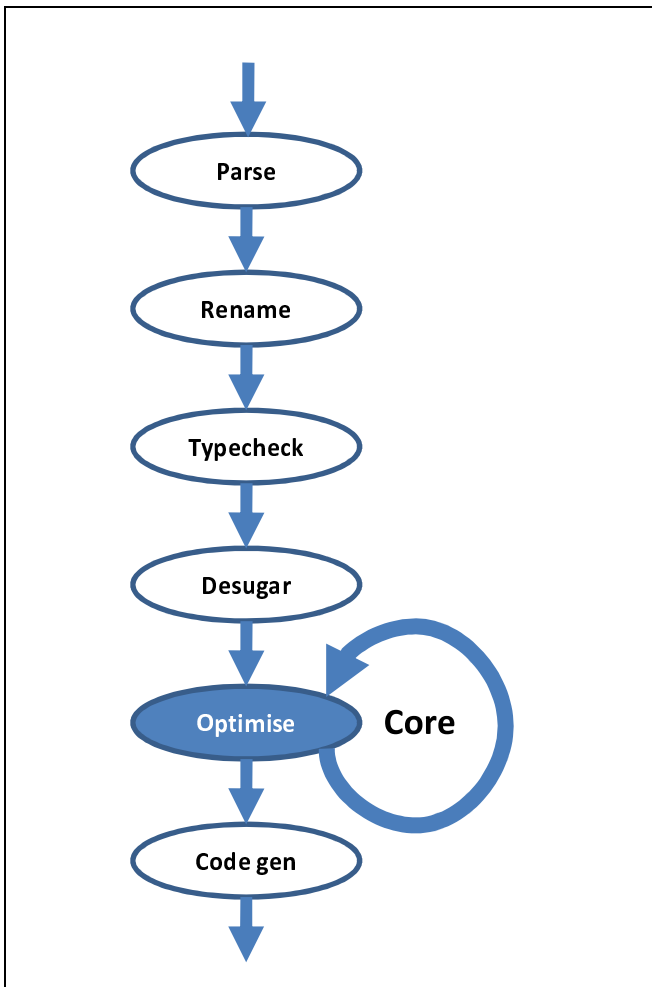 Parse
Rename
Typecheck
Desugar
Optimise
Core
Code gen